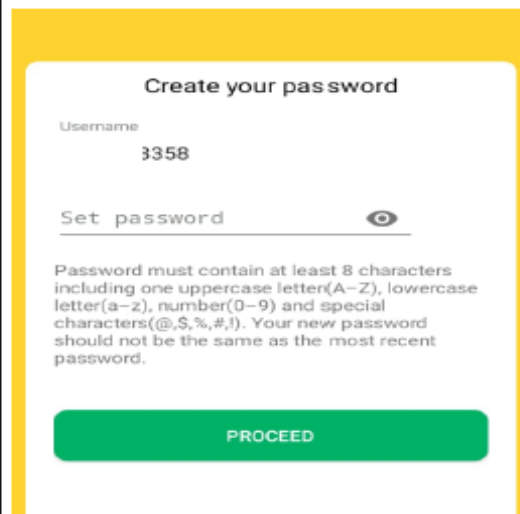 Create your password
Username
3358
Set password
Password must contain at least 8 characters
including one uppercase letter(A-Z), lowercase
letter(a-z), number(0-9) and special
characters(@,$,%,#,!). Your new password
should not be the same as the most recent
password.
PROCEED